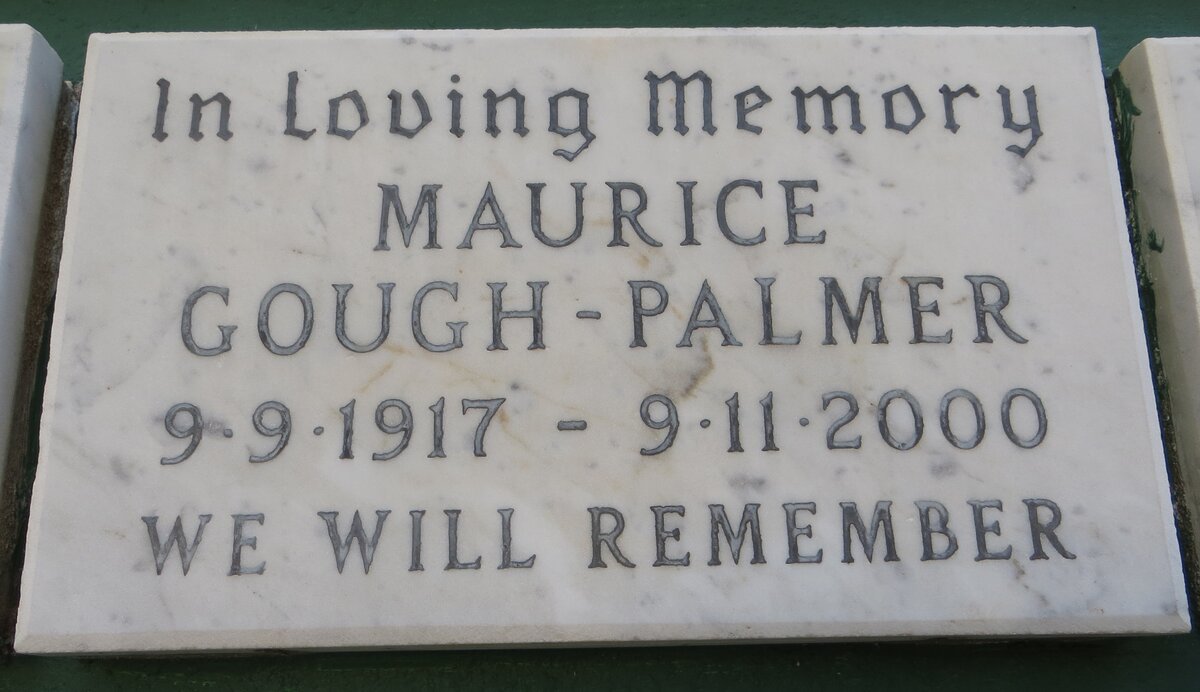 In Loving Memory
MAURICE
GOUGH - PALMER
9·9·1917 - 9·11·2000
WE WILL REMEMBER